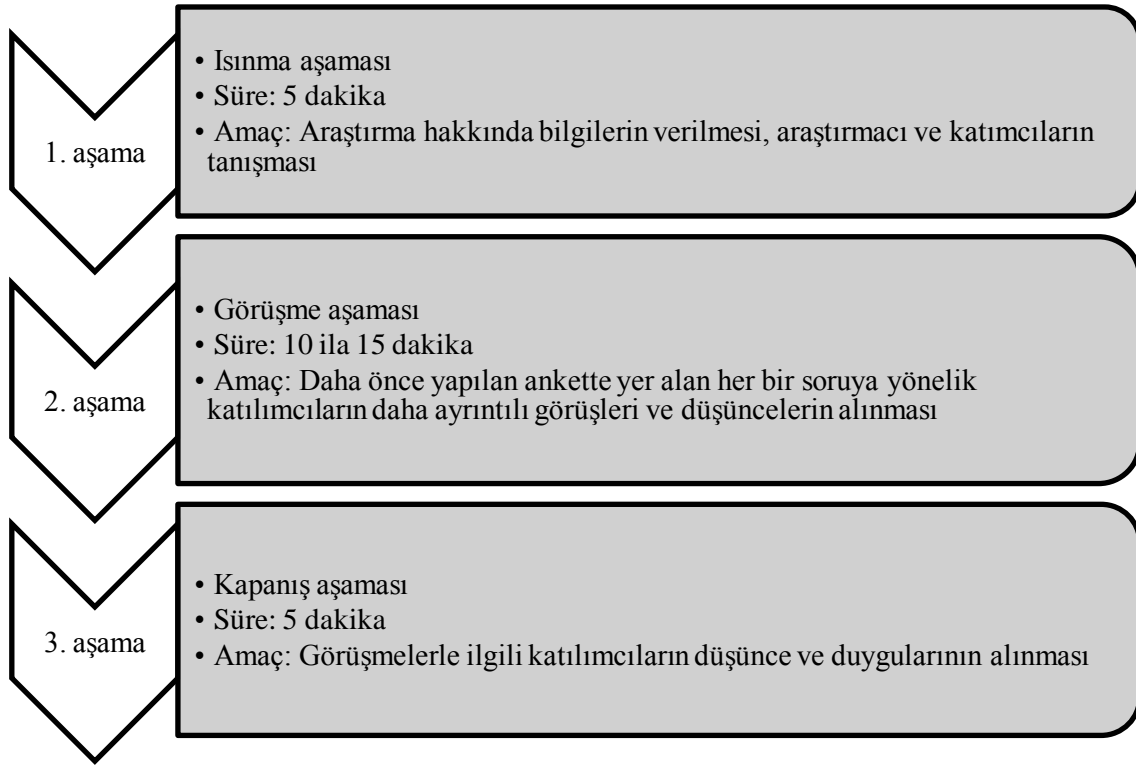 1. aşama
• Isınma aşaması
• Süre: 5 dakika
• Amaç: Araştırma hakkında bilgilerin verilmesi, araştırmacı ve katımcıların
tanışması
2. aşama
• Görüşme aşaması
• Süre: 10 ila 15 dakika
• Amaç: Daha önce yapılan ankette yer alan her bir soruya yönelik
katılımcıların daha ayrıntılı görüşleri ve düşüncelerin alınması
3. aşama
• Kapanış aşaması
• Süre: 5 dakika
• Amaç: Görüşmelerle ilgili katılımcıların düşünce ve duygularının alınması